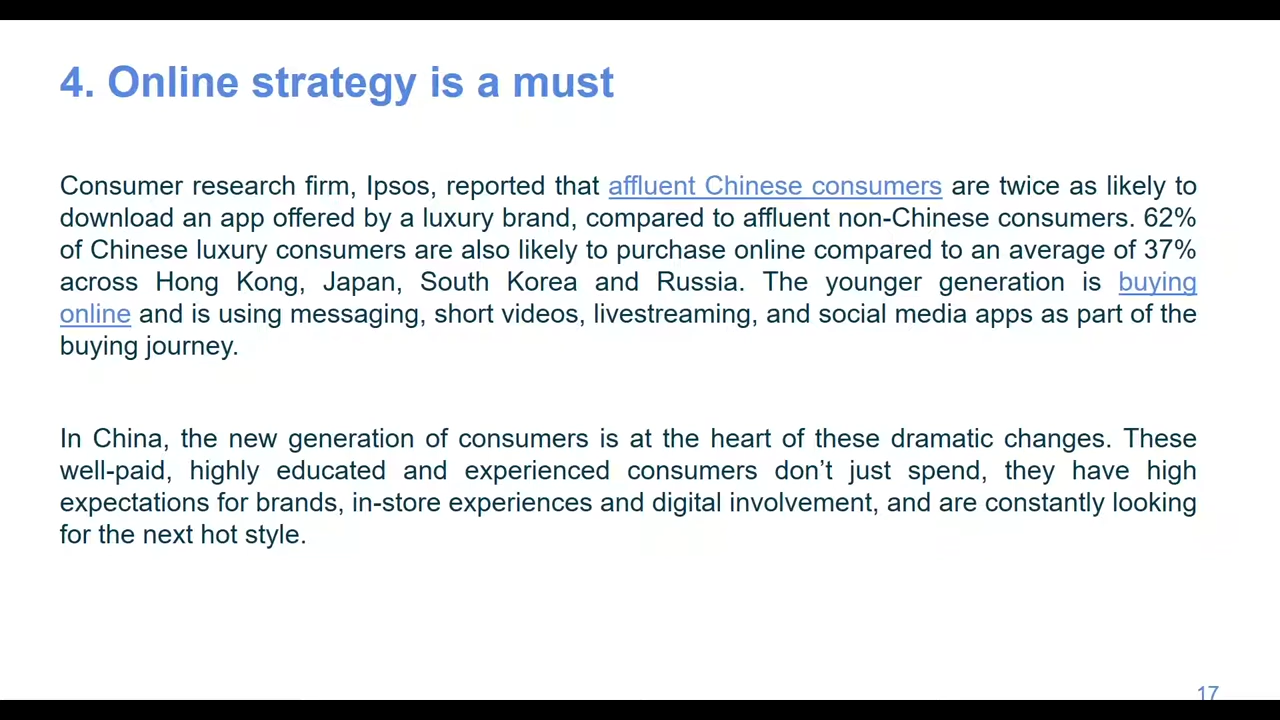 4. Online strategy is a must
Consumer research firm, Ipsos, reported that affluent Chinese consumers are twice as likely to
download an app offered by a luxury brand, compared to affluent non-Chinese consumers. 62%
of Chinese luxury consumers are also likely to purchase online compared to an average of 37%
across Hong Kong, Japan, South Korea and Russia. The younger generation is buying
online and is using messaging, short videos, livestreaming, and social media apps as part of the
buying journey.
In China, the new generation of consumers is at the heart of these dramatic changes. These
well-paid, highly educated and experienced consumers don’t just spend, they have high
expectations for brands, in-store experiences and digital involvement, and are constantly looking
for the next hot style.
17